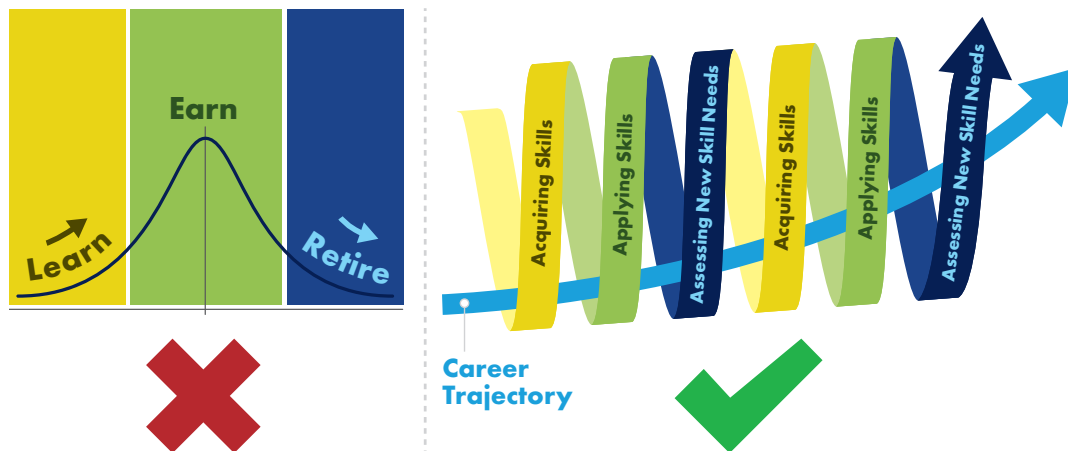 Earn
Learn
Retire
Acquiring Skills
Applying Skills
Assessing New Skill Needs
Acquiring Skills
Applying Skills
Assessing New Skill Needs
Career
Trajectory